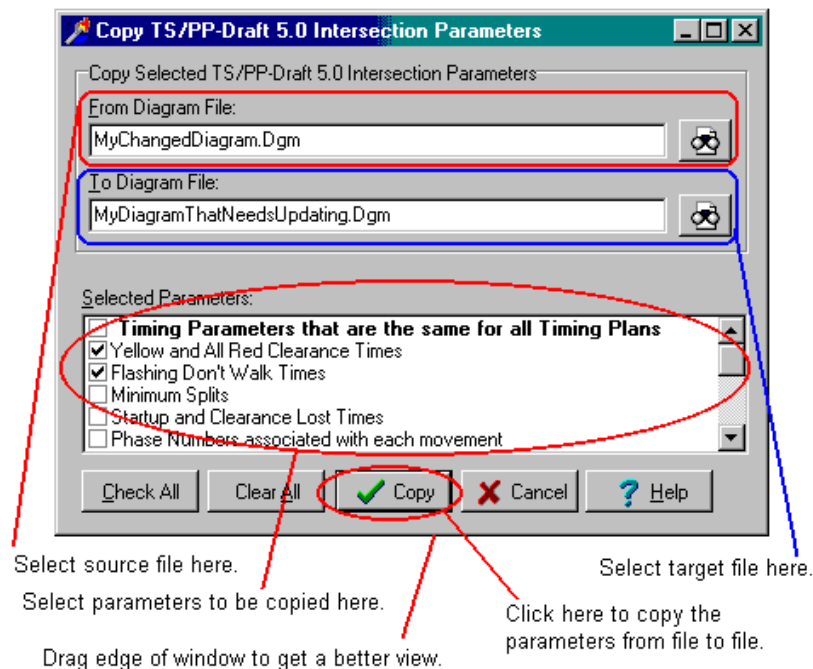 Copy TS/PP-Draft 5.0 Intersection Parameters
Copy Selected TS/PP-Draft 5.0 Intersection Parameters
From Diagram File:
MyChangedDiagram.Dgm
To Diagram File:
MyDiagramThatNeedsUpdating.Dgm
Selected Parameters:
Timing Parameters that are the same for all Timing Plans
Yellow and All Red Clearance Times
Flashing Don't Walk Times
Minimum Splits
Startup and Clearance Lost Times
Phase Numbers associated with each movement
Check All Clear All Copy Cancel Help
Select source file here.
Select target file here.
Select parameters to be copied here.
Click here to copy the
parameters from file to file.
Drag edge of window to get a better view.